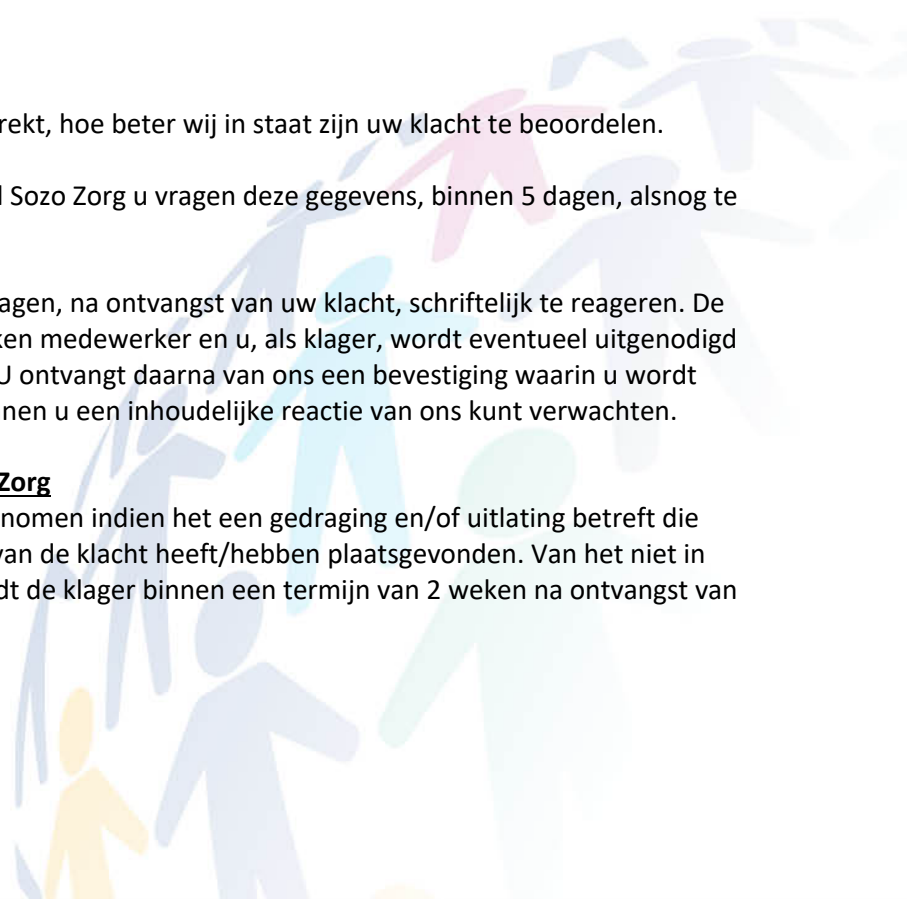 rekt, hoe beter wij in staat zijn uw klacht te beoordelen.
l Sozo Zorg u vragen deze gegevens, binnen 5 dagen, alsnog te
agen, na ontvangst van uw klacht, schriftelijk te reageren. De
ken medewerker en u, als klager, wordt eventueel uitgenodigd
U ontvangt daarna van ons een bevestiging waarin u wordt
nen u een inhoudelijke reactie van ons kunt verwachten.
Zorg
nomen indien het een gedraging en/of uitlating betreft die
van de klacht heeft/hebben plaatsgevonden. Van het niet in
dt de klager binnen een termijn van 2 weken na ontvangst van